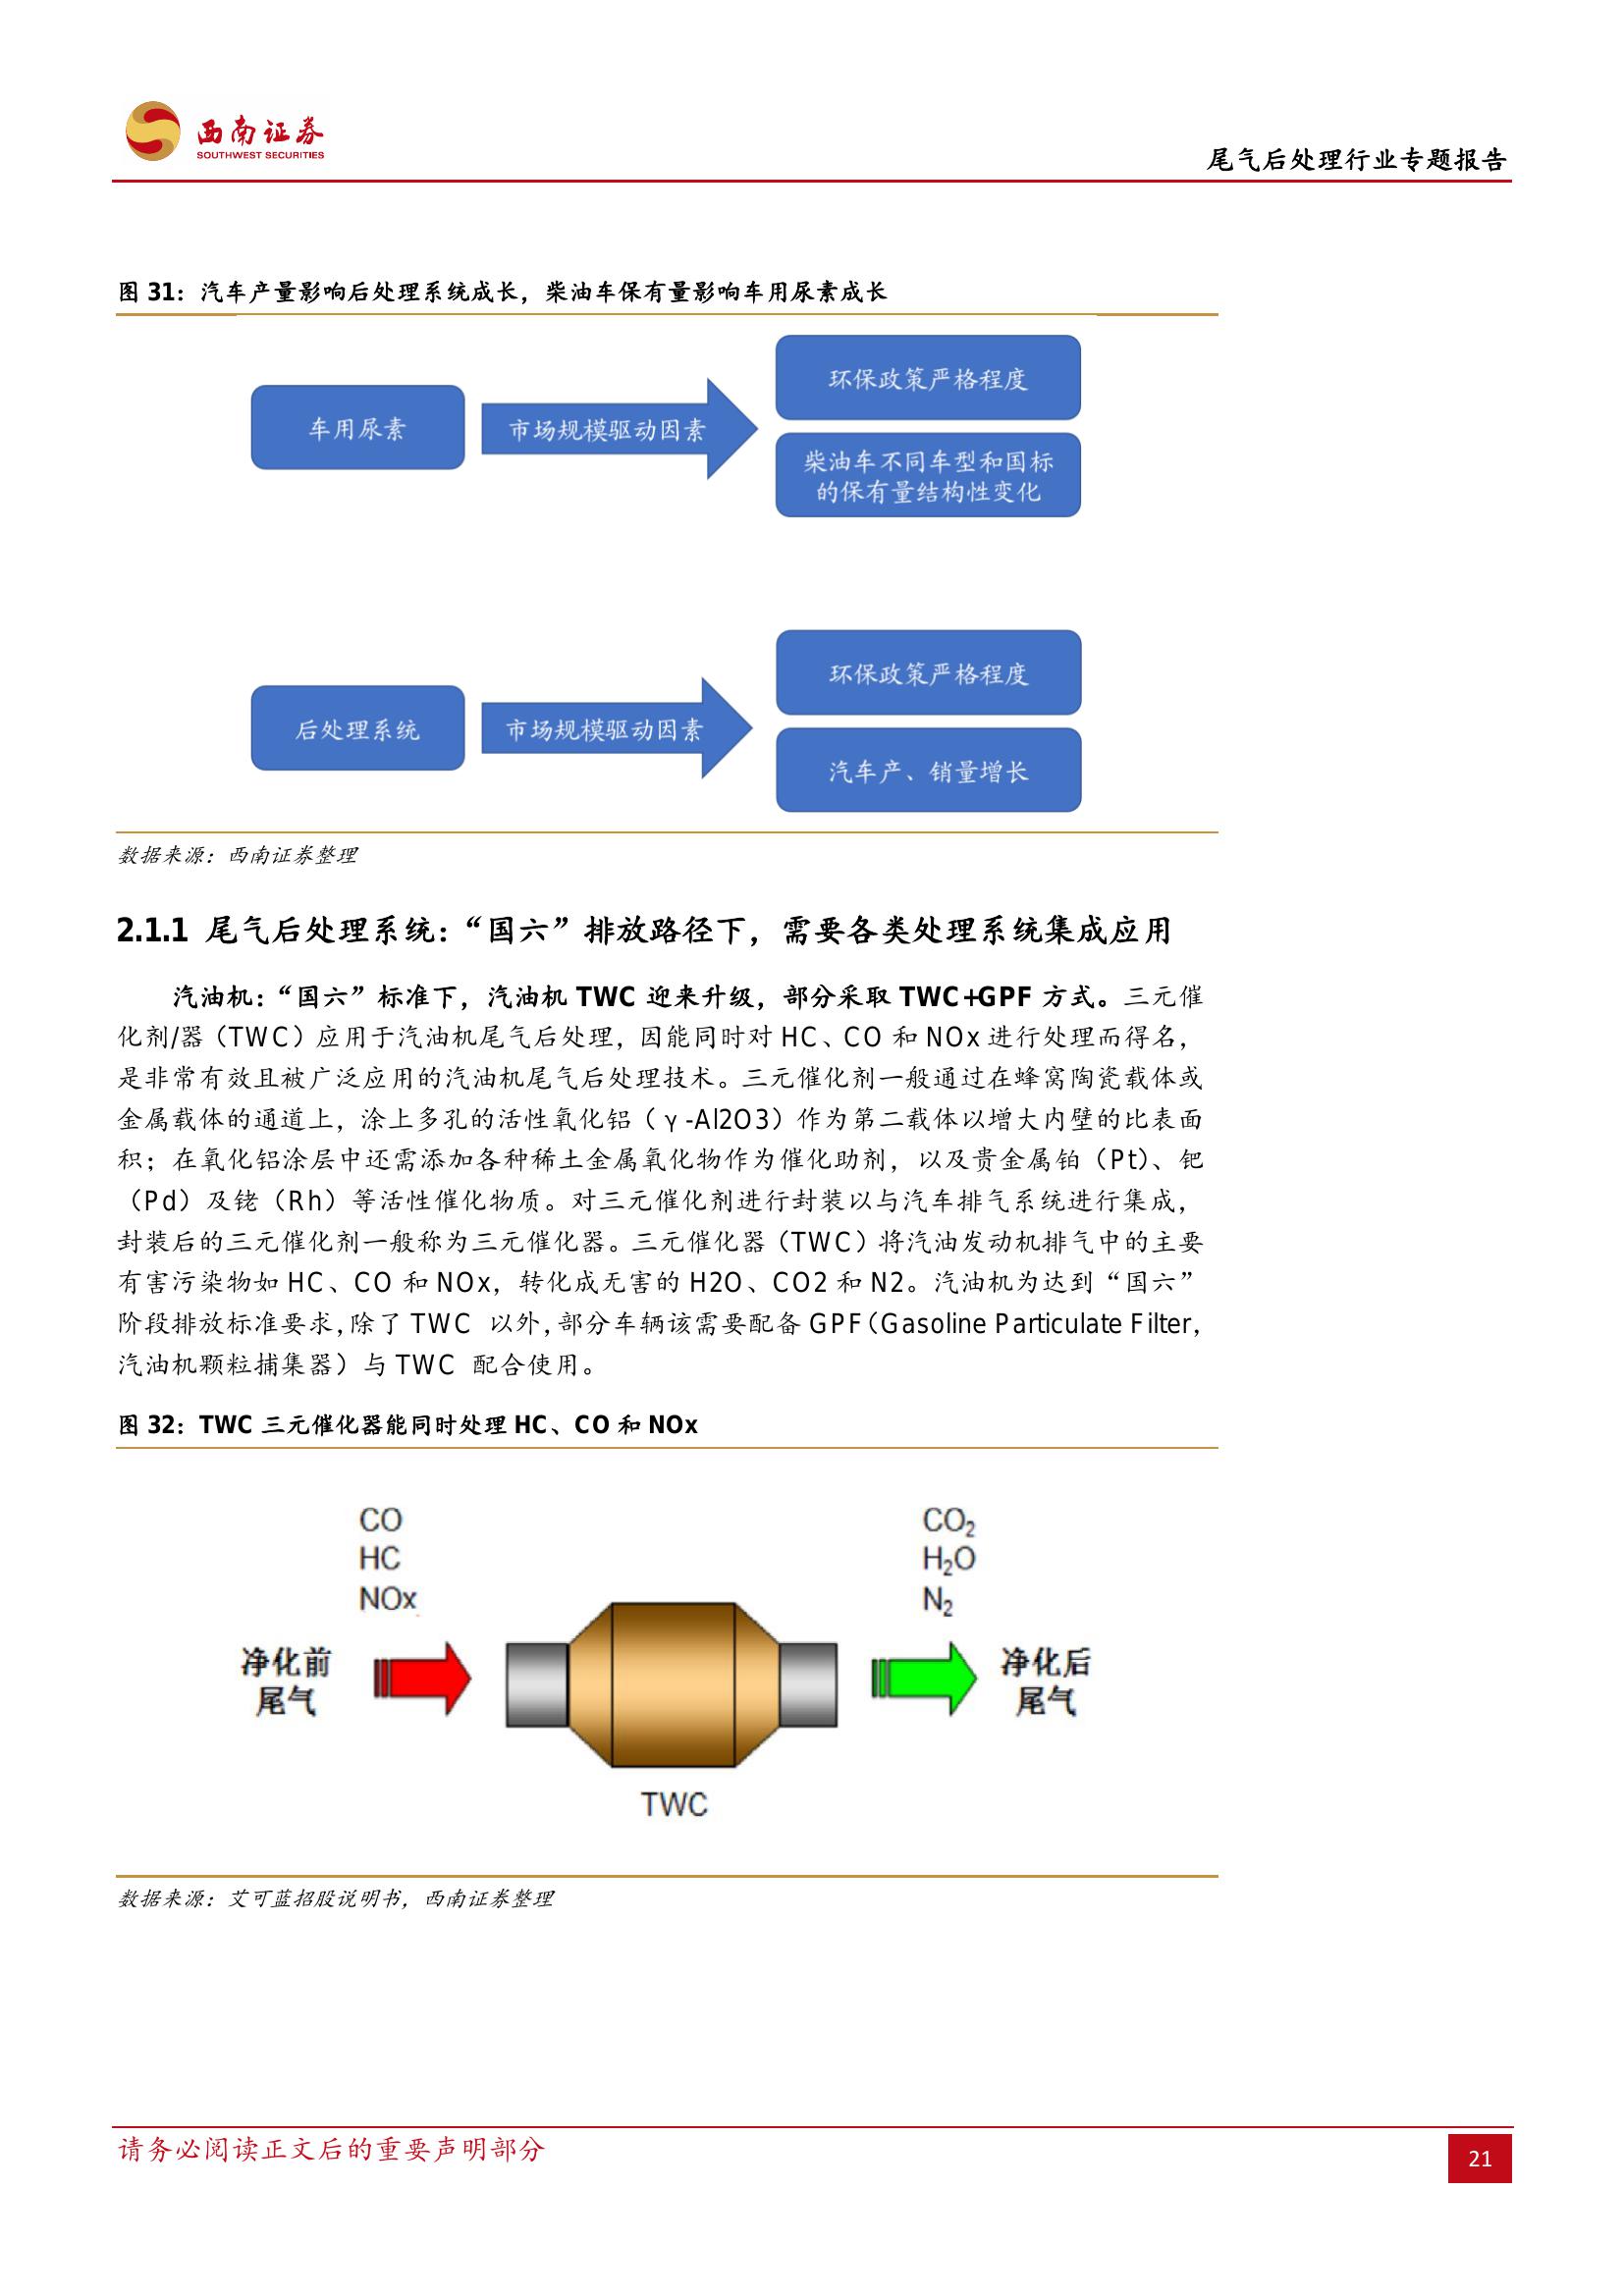 西南证券
SOUTHWEST SECURITIES
尾气后处理行业专题报告
图 31：汽车产量影响后处理系统成长，柴油车保有量影响车用尿素成长
车用尿素
市场规模驱动因素
环保政策严格程度
柴油车不同车型和国标
的保有量结构性变化
后处理系统
市场规模驱动因素
环保政策严格程度
汽车产、销量增长
数据来源：西南证券整理
2.1.1 尾气后处理系统：“国六”排放路径下，需要各类处理系统集成应用
汽油机：“国六”标准下，汽油机 TWC 迎来升级，部分采取 TWC+GPF 方式。三元催
化剂/器（TWC）应用于汽油机尾气后处理，因能同时对 HC、CO 和 NOx 进行处理而得名，
是非常有效且被广泛应用的汽油机尾气后处理技术。三元催化剂一般通过在蜂窝陶瓷载体或
金属载体的通道上，涂上多孔的活性氧化铝（γ-Al2O3）作为第二载体以增大内壁的比表面
积；在氧化铝涂层中还需添加各种稀土金属氧化物作为催化助剂，以及贵金属铂（Pt）、钯
（Pd）及铑（Rh）等活性催化物质。对三元催化剂进行封装以与汽车排气系统进行集成，
封装后的三元催化剂一般称为三元催化器。三元催化器（TWC）将汽油发动机排气中的主要
有害污染物如 HC、CO 和 NOx，转化成无害的 H2O、CO2 和 N2。汽油机为达到“国六”
阶段排放标准要求，除了 TWC 以外，部分车辆该需要配备 GPF（Gasoline Particulate Filter，
汽油机颗粒捕集器）与 TWC 配合使用。
图 32：TWC 三元催化器能同时处理 HC、CO 和 NOx
CO
HC
NOx
净化前
尾气
TWC
CO₂
H₂O
N₂
净化后
尾气
数据来源：艾可蓝招股说明书，西南证券整理
请务必阅读正文后的重要声明部分
21